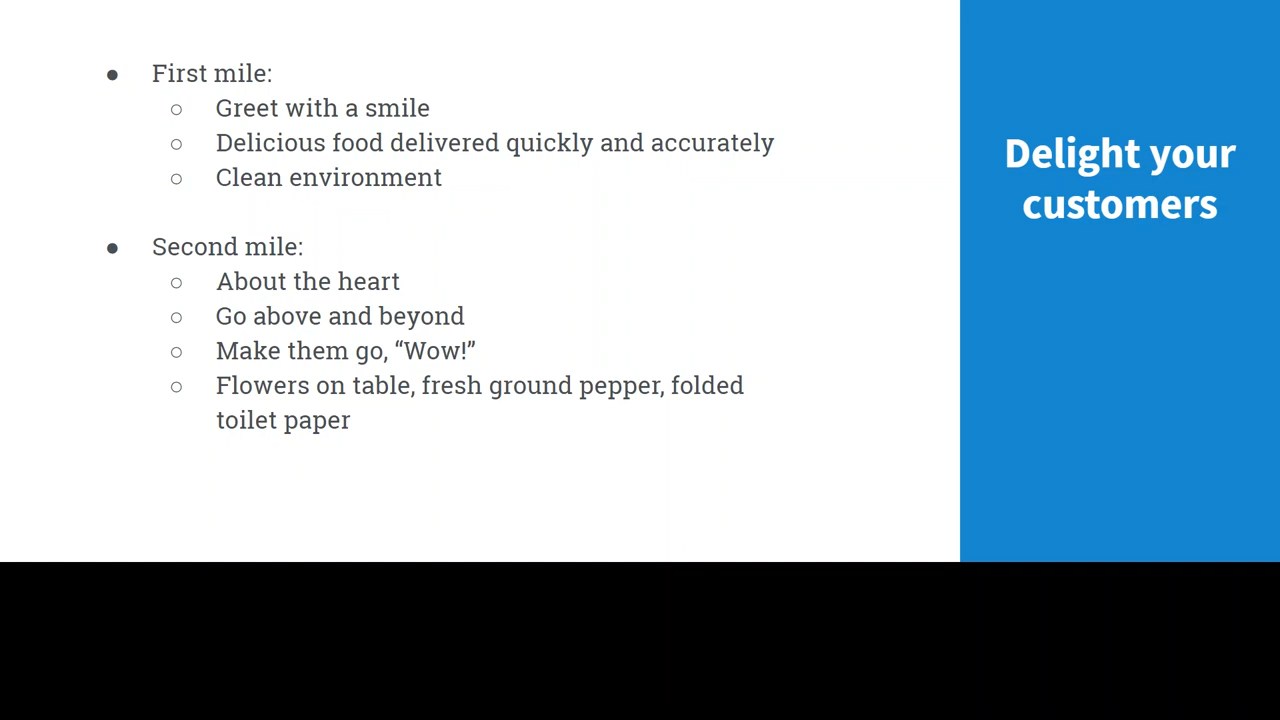 ● First mile:
○ Greet with a smile
○ Delicious food delivered quickly and accurately
○ Clean environment
● Second mile:
○ About the heart
○ Go above and beyond
○ Make them go, “Wow!”
○ Flowers on table, fresh ground pepper, folded
toilet paper
Delight your
customers